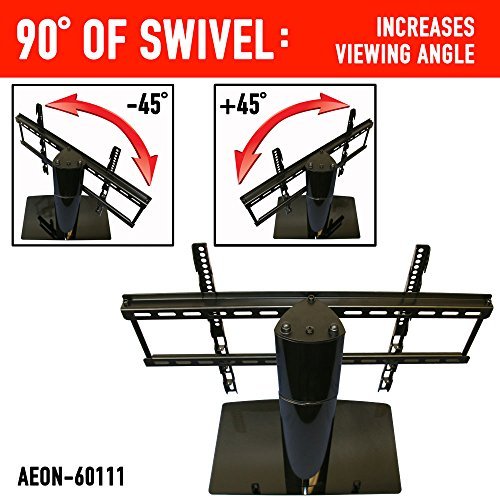 90° OF SWIVEL:
INCREASES
VIEWING ANGLE
-45°
+45°
AEON-60111